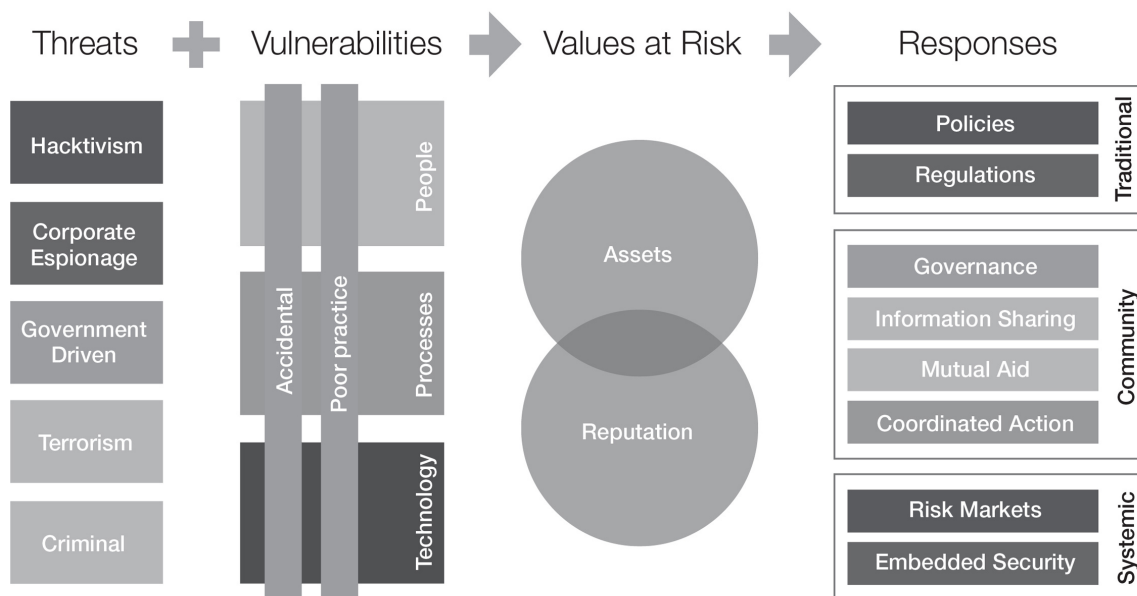 Threats
Vulnerabilities
Values at Risk
Responses
Hacktivism
Corporate
Espionage
Government
Driven
Terrorism
Criminal
Accidental
Poor practice
People
Processes
Technology
Assets
Reputation
Policies
Regulations
Traditional
Governance
Information Sharing
Mutual Aid
Coordinated Action
Community
Risk Markets
Embedded Security
Systemic